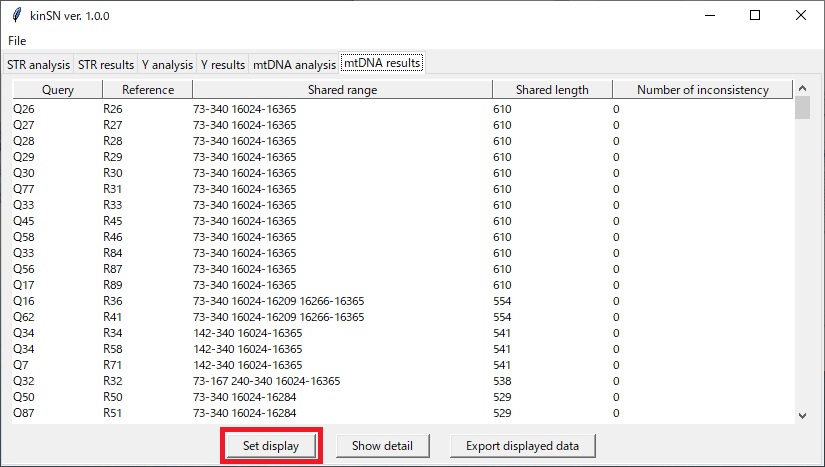 kinSN ver. 1.0.0
File
STR analysis STR results Y analysis Y results mtDNA analysis mtDNA results
Query Reference Shared range Shared length Number of inconsistency
Q26 R26 73-340 16024-16365 610 0
Q27 R27 73-340 16024-16365 610 0
Q28 R28 73-340 16024-16365 610 0
Q29 R29 73-340 16024-16365 610 0
Q30 R30 73-340 16024-16365 610 0
Q77 R31 73-340 16024-16365 610 0
Q33 R33 73-340 16024-16365 610 0
Q45 R45 73-340 16024-16365 610 0
Q58 R46 73-340 16024-16365 610 0
Q33 R84 73-340 16024-16365 610 0
Q56 R87 73-340 16024-16365 610 0
Q17 R89 73-340 16024-16365 610 0
Q16 R36 73-340 16024-16209 16266-16365 554 0
Q62 R41 73-340 16024-16209 16266-16365 554 0
Q34 R34 142-340 16024-16365 541 0
Q34 R58 142-340 16024-16365 541 0
Q7 R71 142-340 16024-16365 541 0
Q32 R32 73-167 240-340 16024-16365 538 0
Q50 R50 73-340 16024-16284 529 0
Q87 R51 73-340 16024-16284 529 0
Set display Show detail Export displayed data